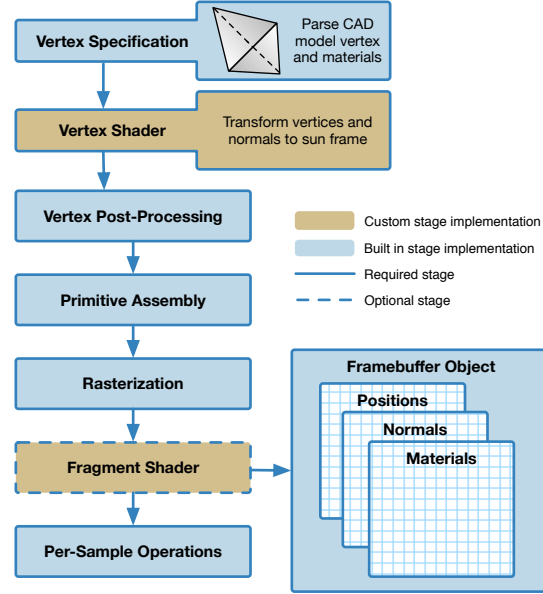 Vertex Specification
Parse CAD
model vertex
and materials
Vertex Shader
Transform vertices and
normals to sun frame
Vertex Post-Processing
Custom stage implementation
Built in stage implementation
Required stage
Optional stage
Primitive Assembly
Rasterization
Framebuffer Object
Positions
Normals
Materials
Fragment Shader
Per-Sample Operations